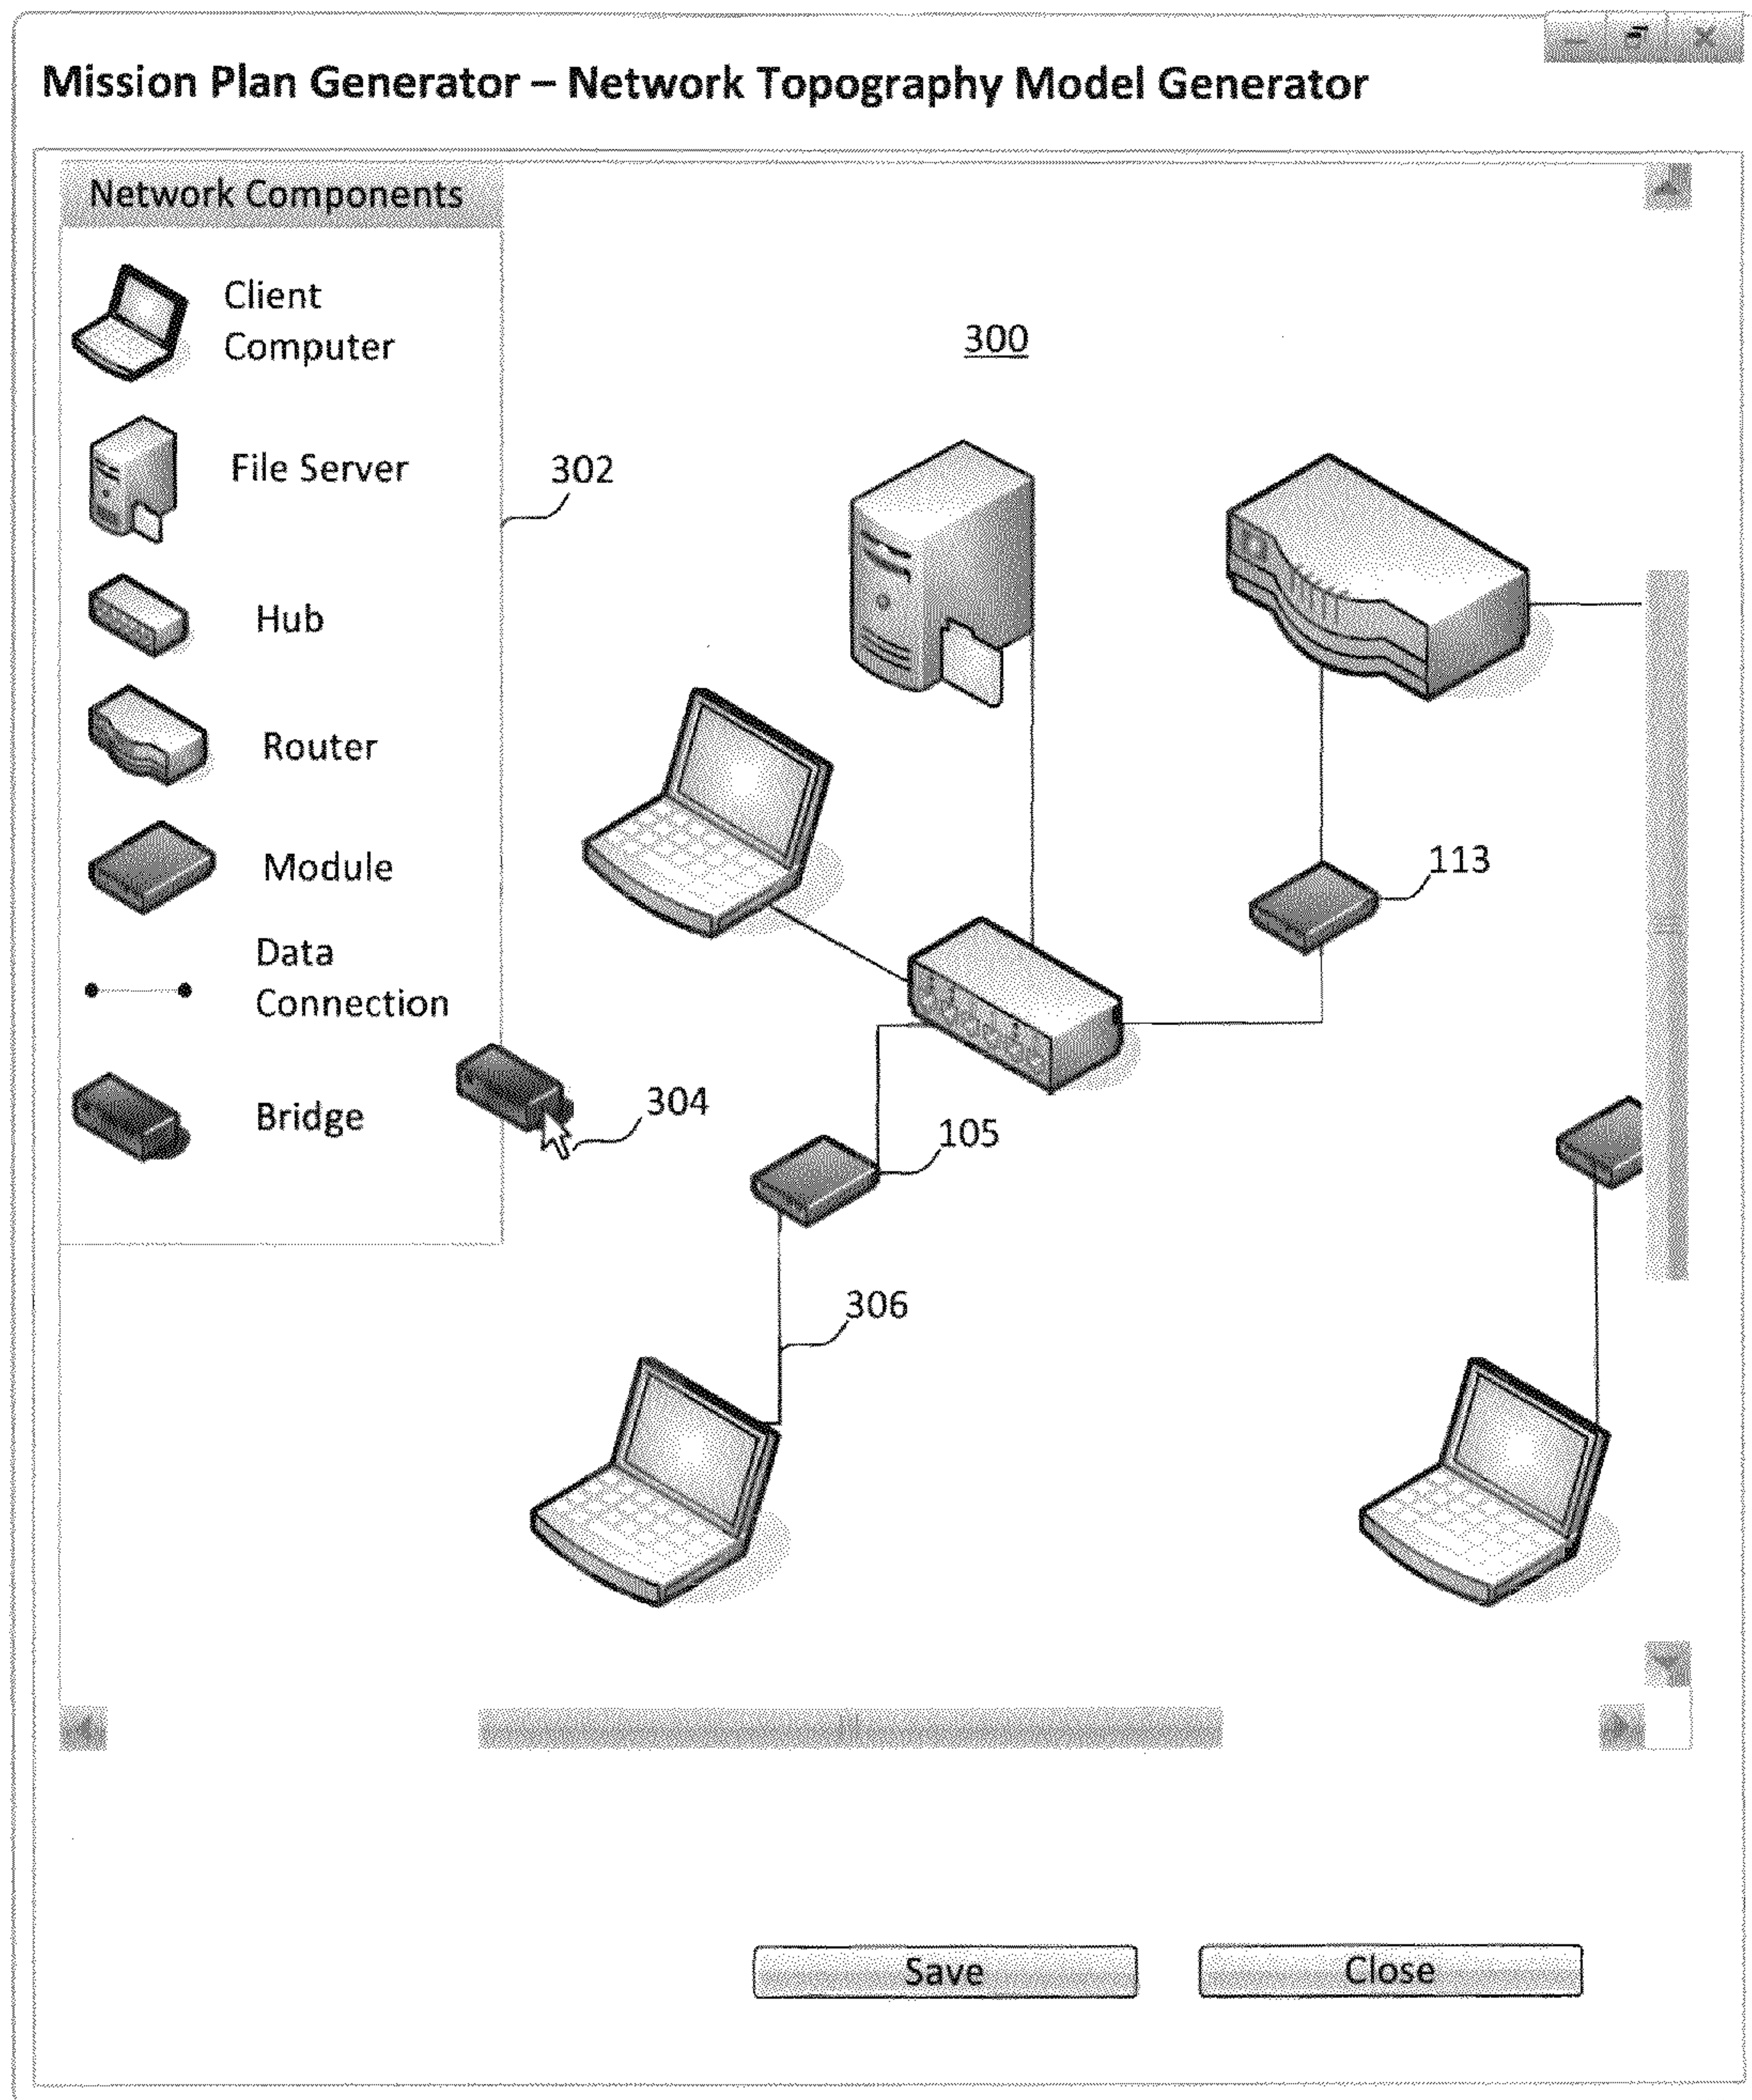 Mission Plan Generator – Network Topography Model Generator
Network Components
Client
Computer
File Server
Hub
Router
Module
Data
Connection
Bridge
300
302
113
304
105
306
Save
Close